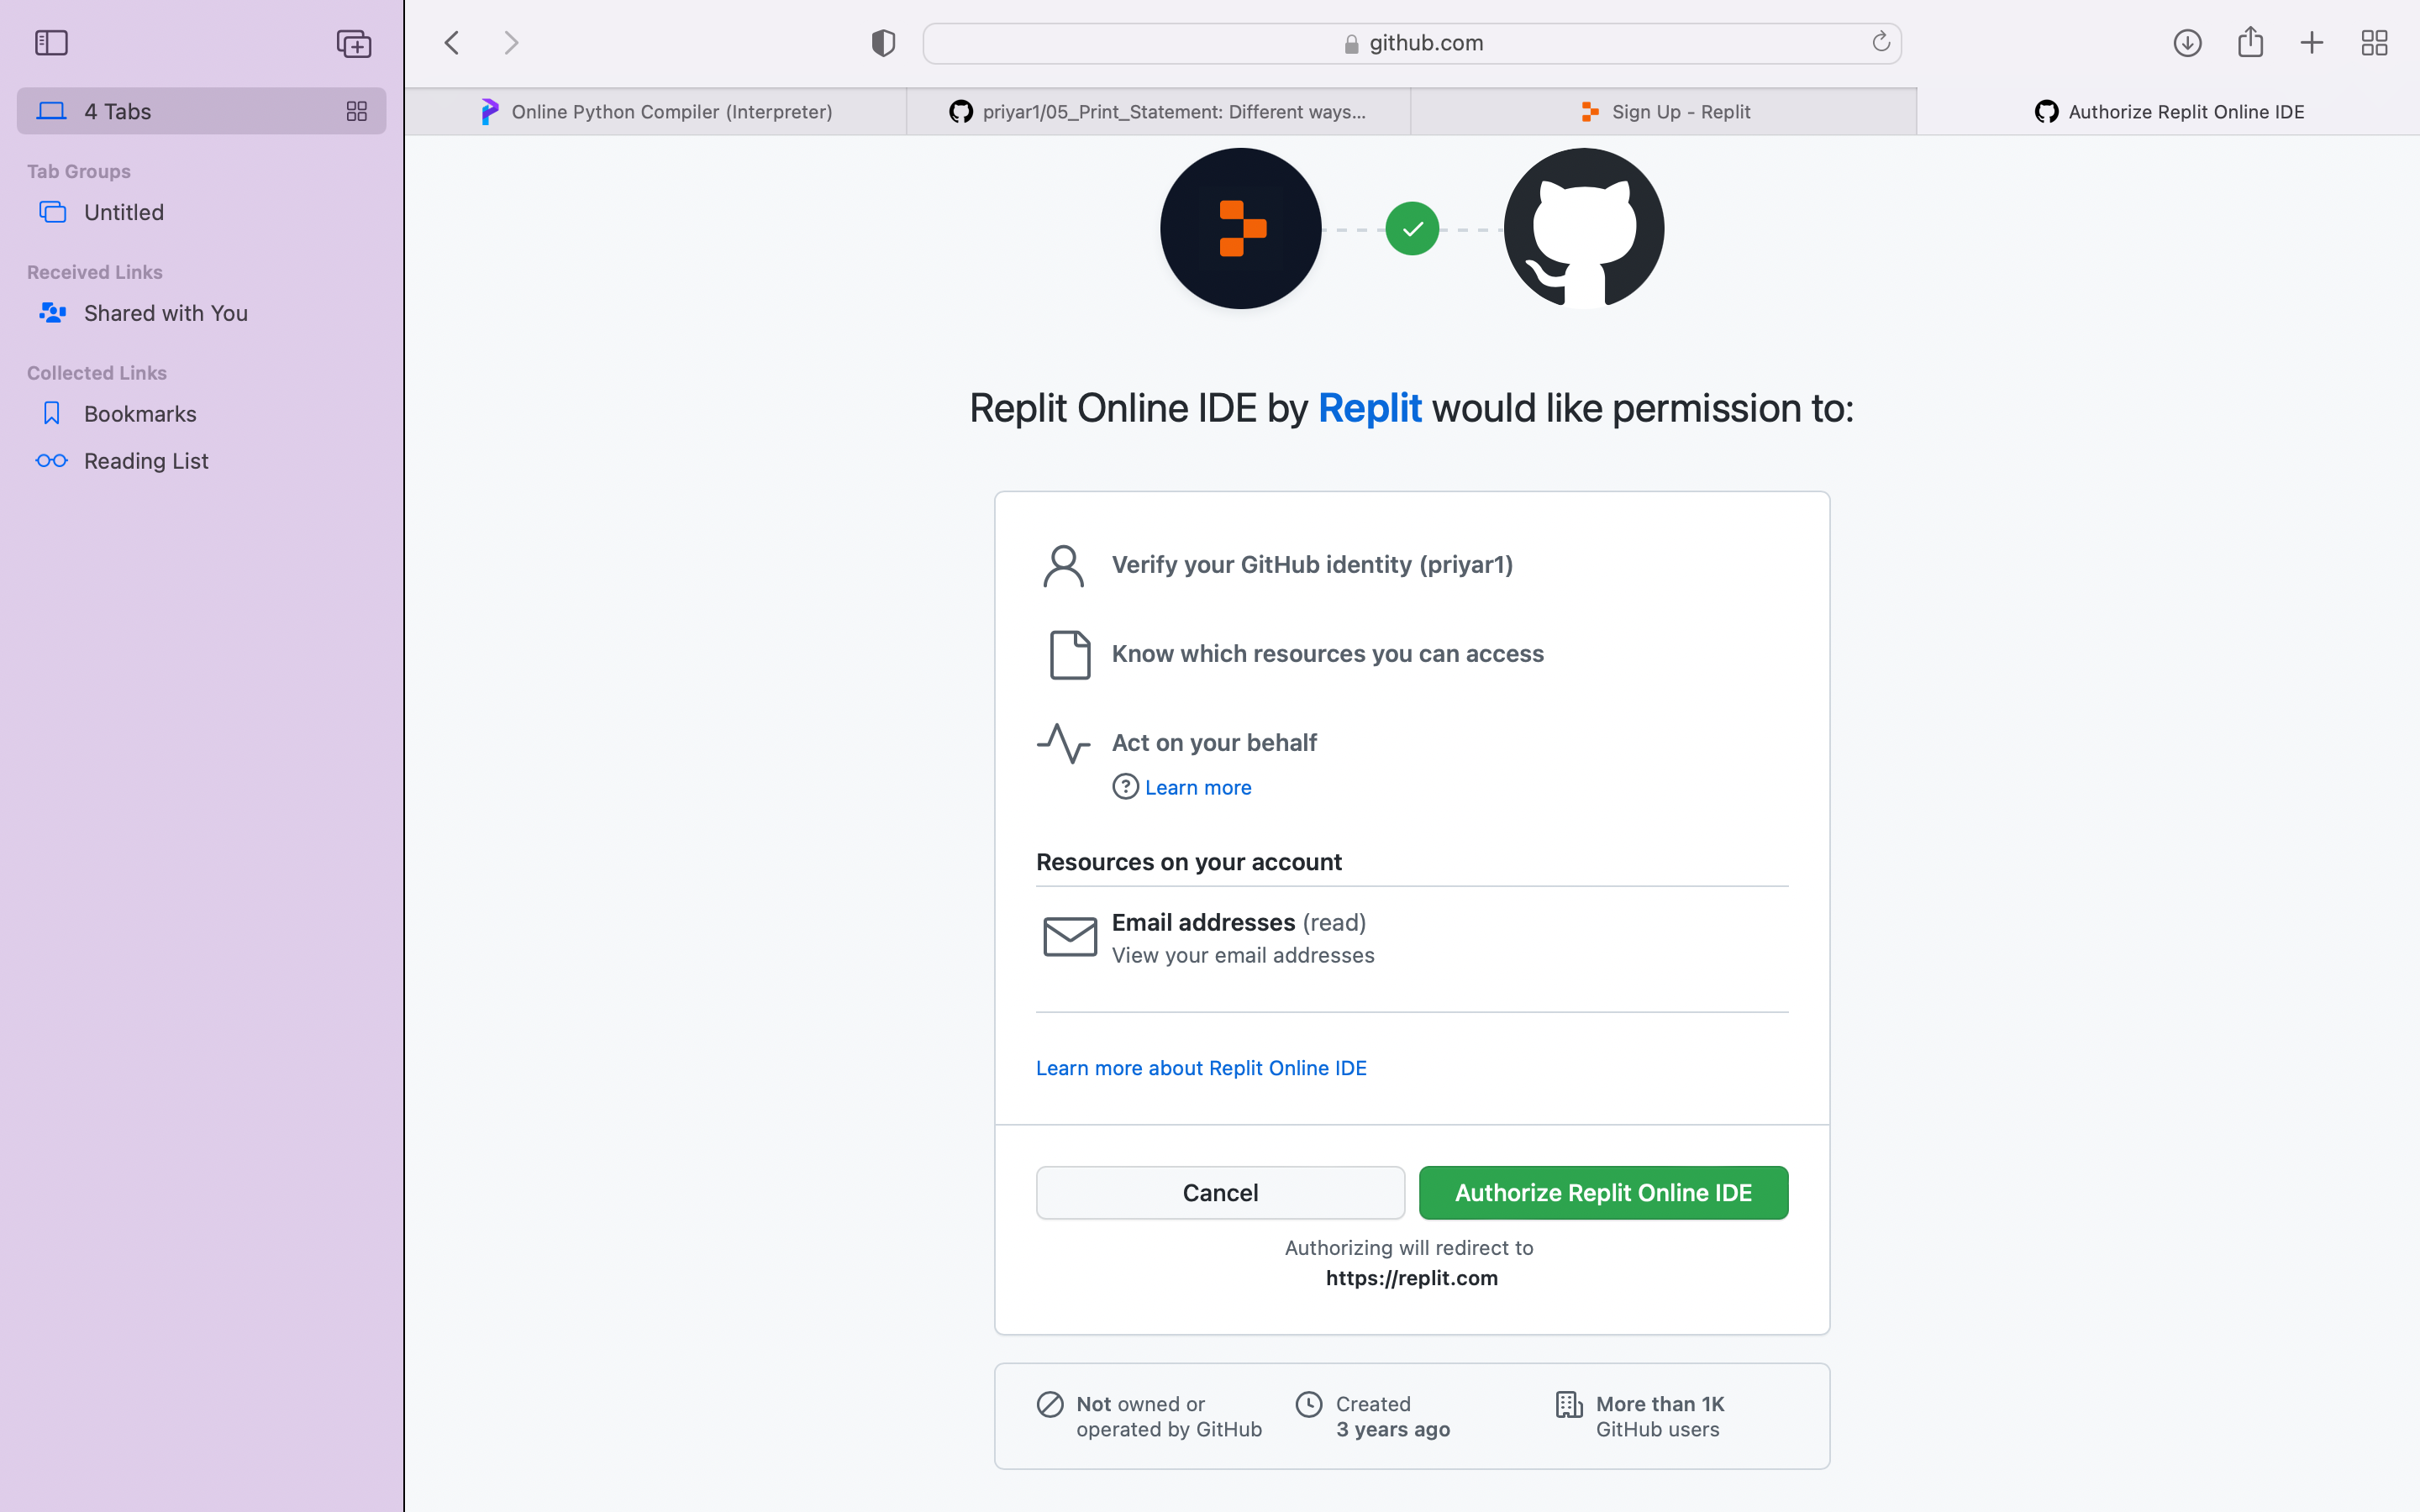 github.com
4 Tabs
Online Python Compiler (Interpreter)
priyar1/05_Print_Statement: Different ways...
Sign Up - Replit
Authorize Replit Online IDE
Tab Groups
Untitled
Received Links
Shared with You
Collected Links
Bookmarks
Reading List
Replit Online IDE by Replit would like permission to:
Verify your GitHub identity (priyar1)
Know which resources you can access
Act on your behalf
Learn more
Resources on your account
Email addresses (read)
View your email addresses
Learn more about Replit Online IDE
Cancel
Authorize Replit Online IDE
Authorizing will redirect to
https://replit.com
Not owned or
operated by GitHub
Created
3 years ago
More than 1K
GitHub users